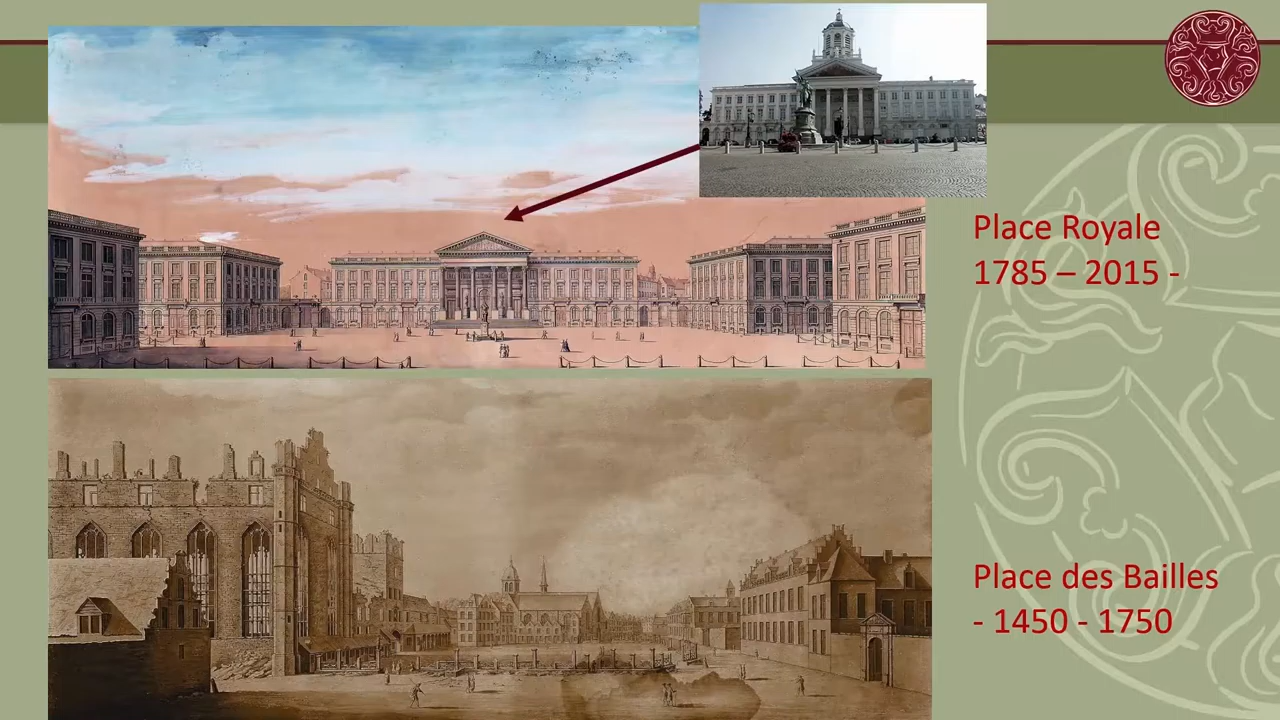 Place Royale
1785 – 2015 -
Place des Bailles
- 1450 - 1750